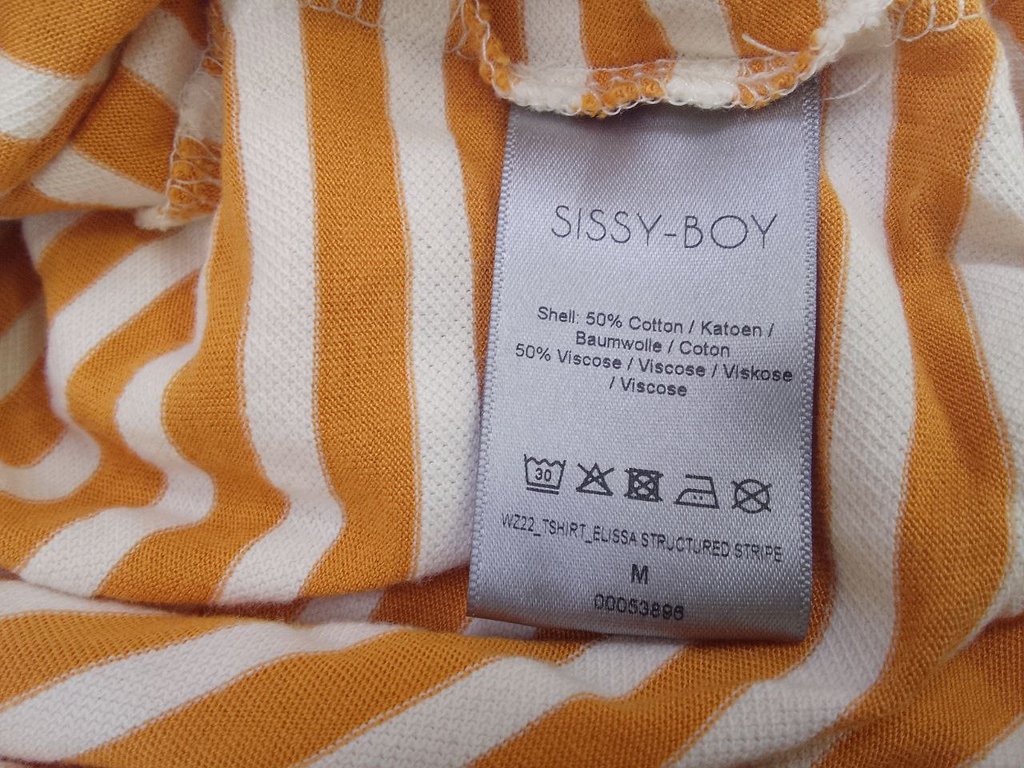 SISSY-BOY
Shell: 50% Cotton / Katoen /
Baumwolle / Coton
50% Viscose / Viscose / Viskose
/ Viscose
30
WZ22_TSHIRT_ELISSA STRUCTURED STRIPE
M
00053896